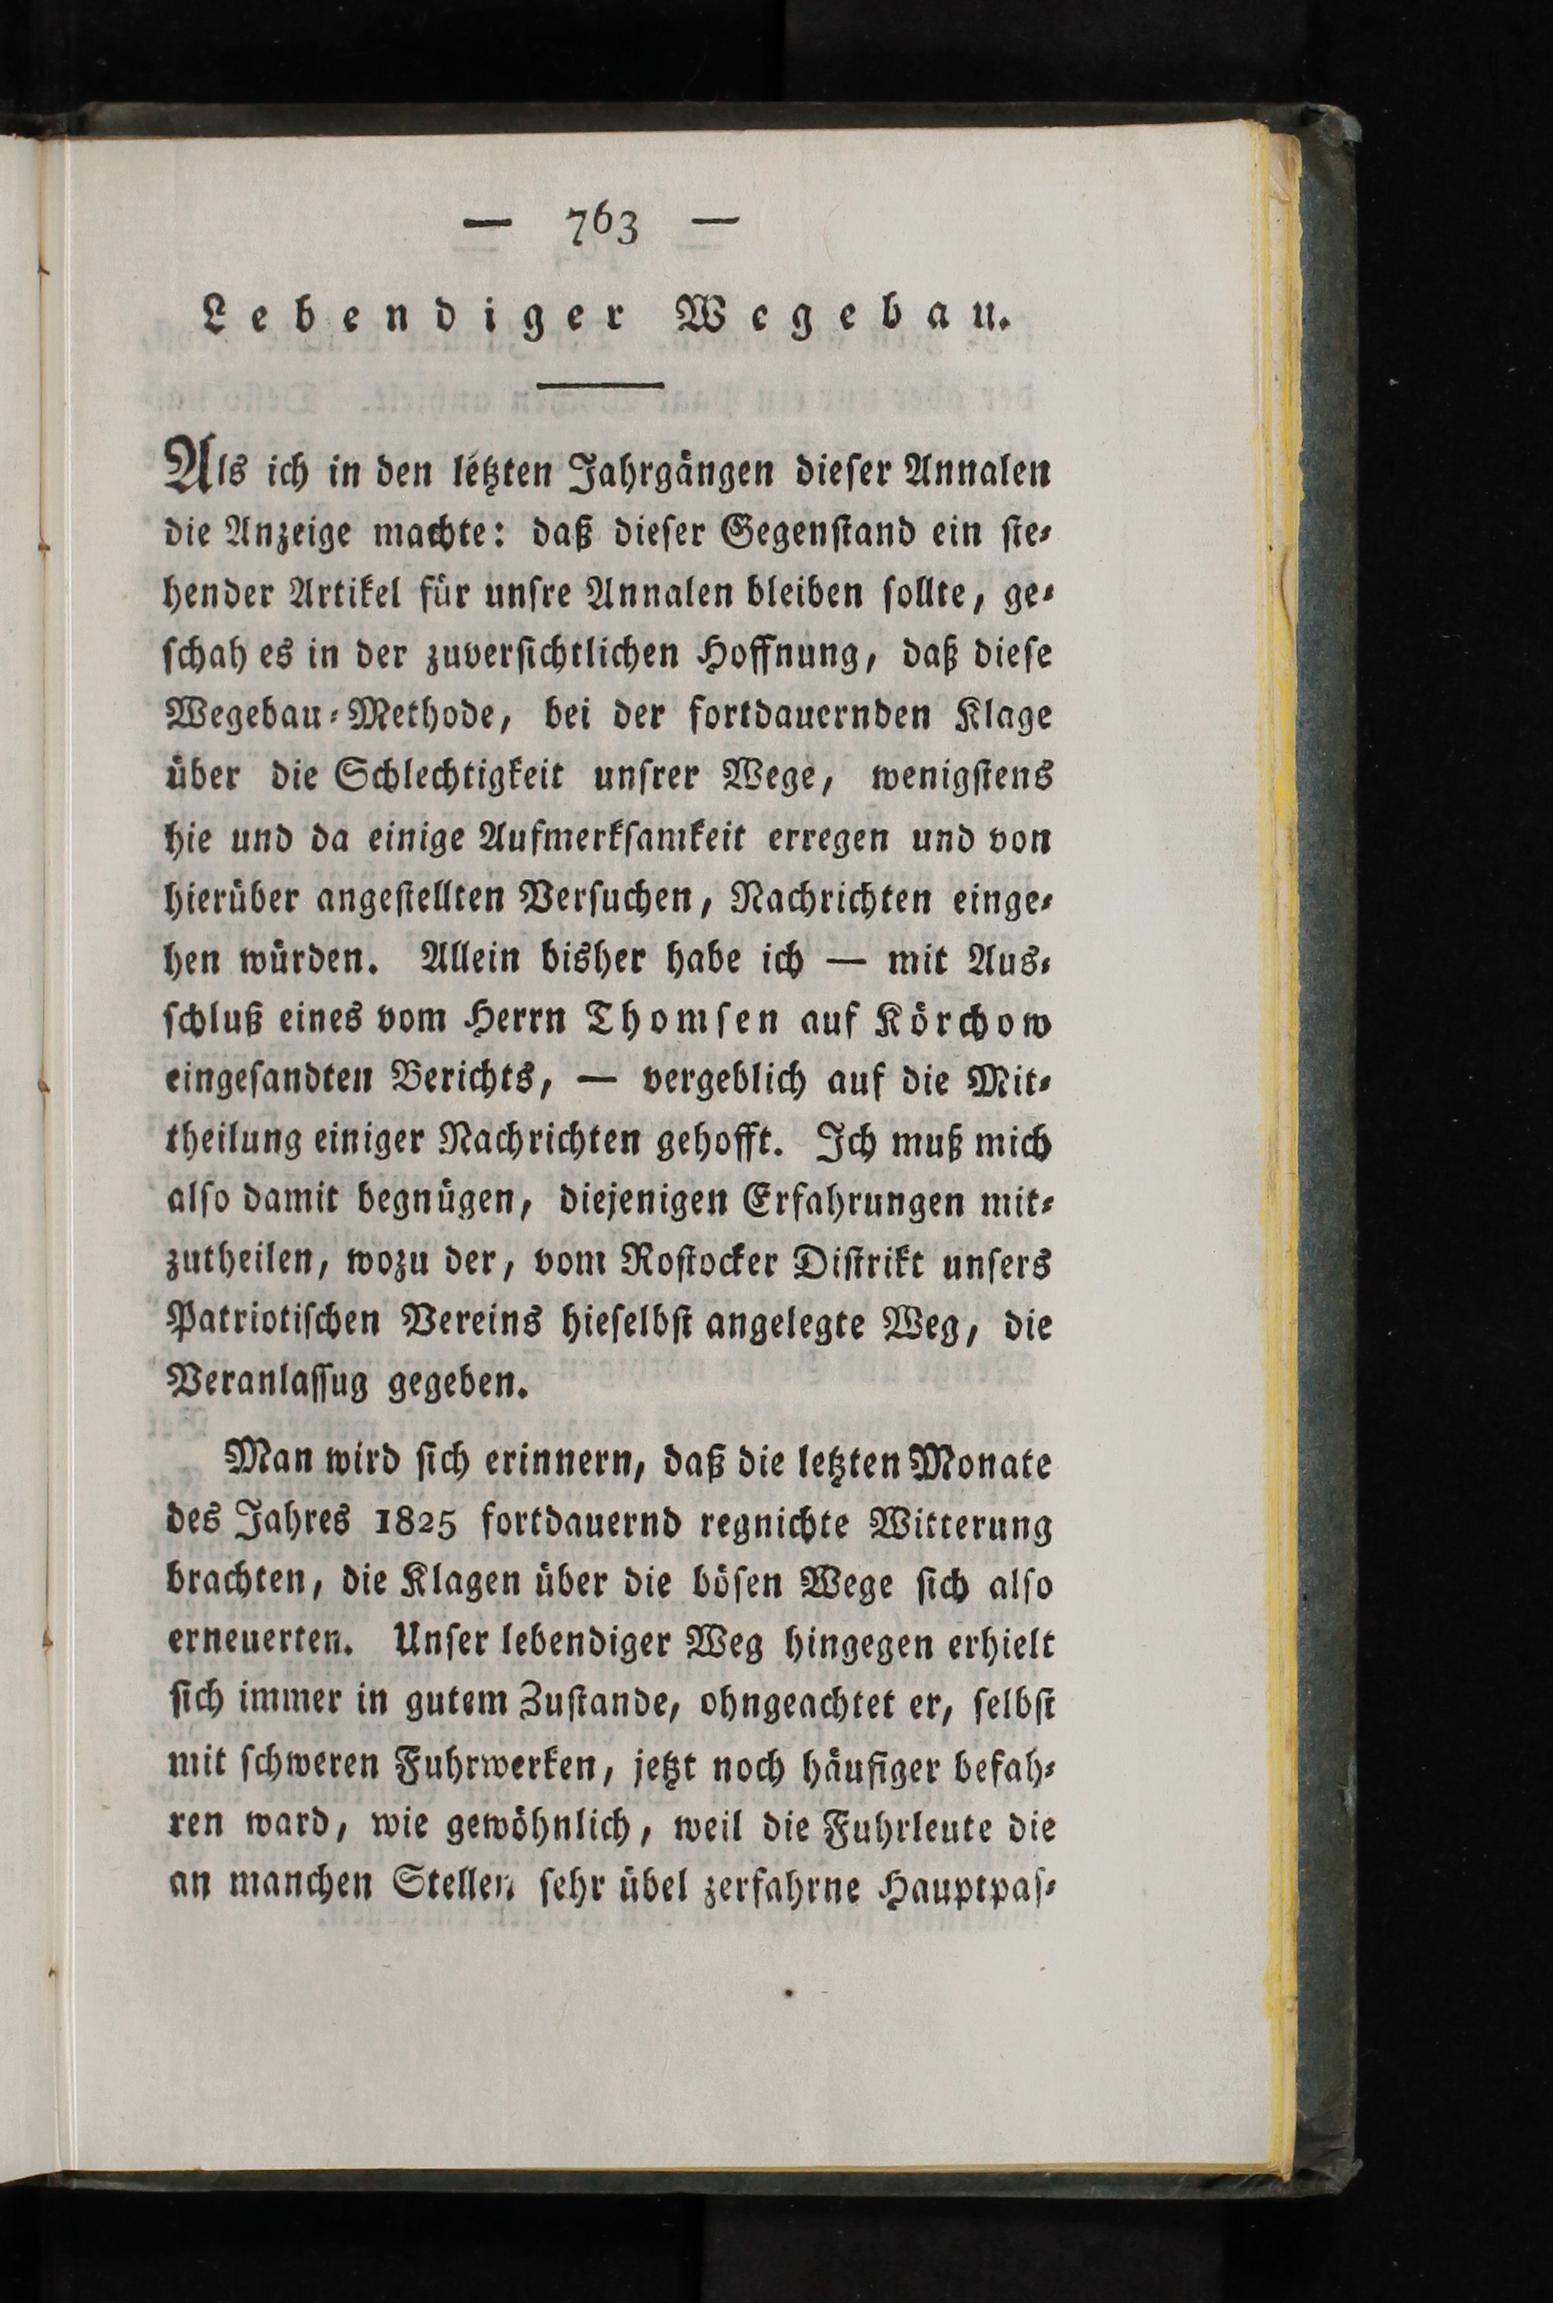 — 763 —
Lebendiger Wegebau.
Als ich in den letzten Jahrgängen dieser Annalen
die Anzeige machte: daß dieser Gegenstand ein ste-
hender Artikel für unsre Annalen bleiben sollte, ge-
schah es in der zuversichtlichen Hoffnung, daß diese
Wegebau-Methode, bei der fortdauernden Klage
über die Schlechtigkeit unsrer Wege, wenigstens
hie und da einige Aufmerksamkeit erregen und von
hierüber angestellten Versuchen, Nachrichten einge-
hen würden. Allein bisher habe ich — mit Aus-
schluß eines vom Herrn Thomsen auf Körchow
eingesandten Berichts, — vergeblich auf die Mit-
theilung einiger Nachrichten gehofft. Ich muß mich
also damit begnügen, diejenigen Erfahrungen mit-
zutheilen, wozu der, vom Rostocker Distrikt unsers
Patriotischen Vereins hieselbst angelegte Weg, die
Veranlassug gegeben.
Man wird sich erinnern, daß die letzten Monate
des Jahres 1825 fortdauernd regnichte Witterung
brachten, die Klagen über die bösen Wege sich also
erneuerten. Unser lebendiger Weg hingegen erhielt
sich immer in gutem Zustande, ohngeachtet er, selbst
mit schweren Fuhrwerken, jetzt noch häufiger befah-
ren ward, wie gewöhnlich, weil die Fuhrleute die
an manchen Stellen sehr übel zerfahrne Hauptpas-